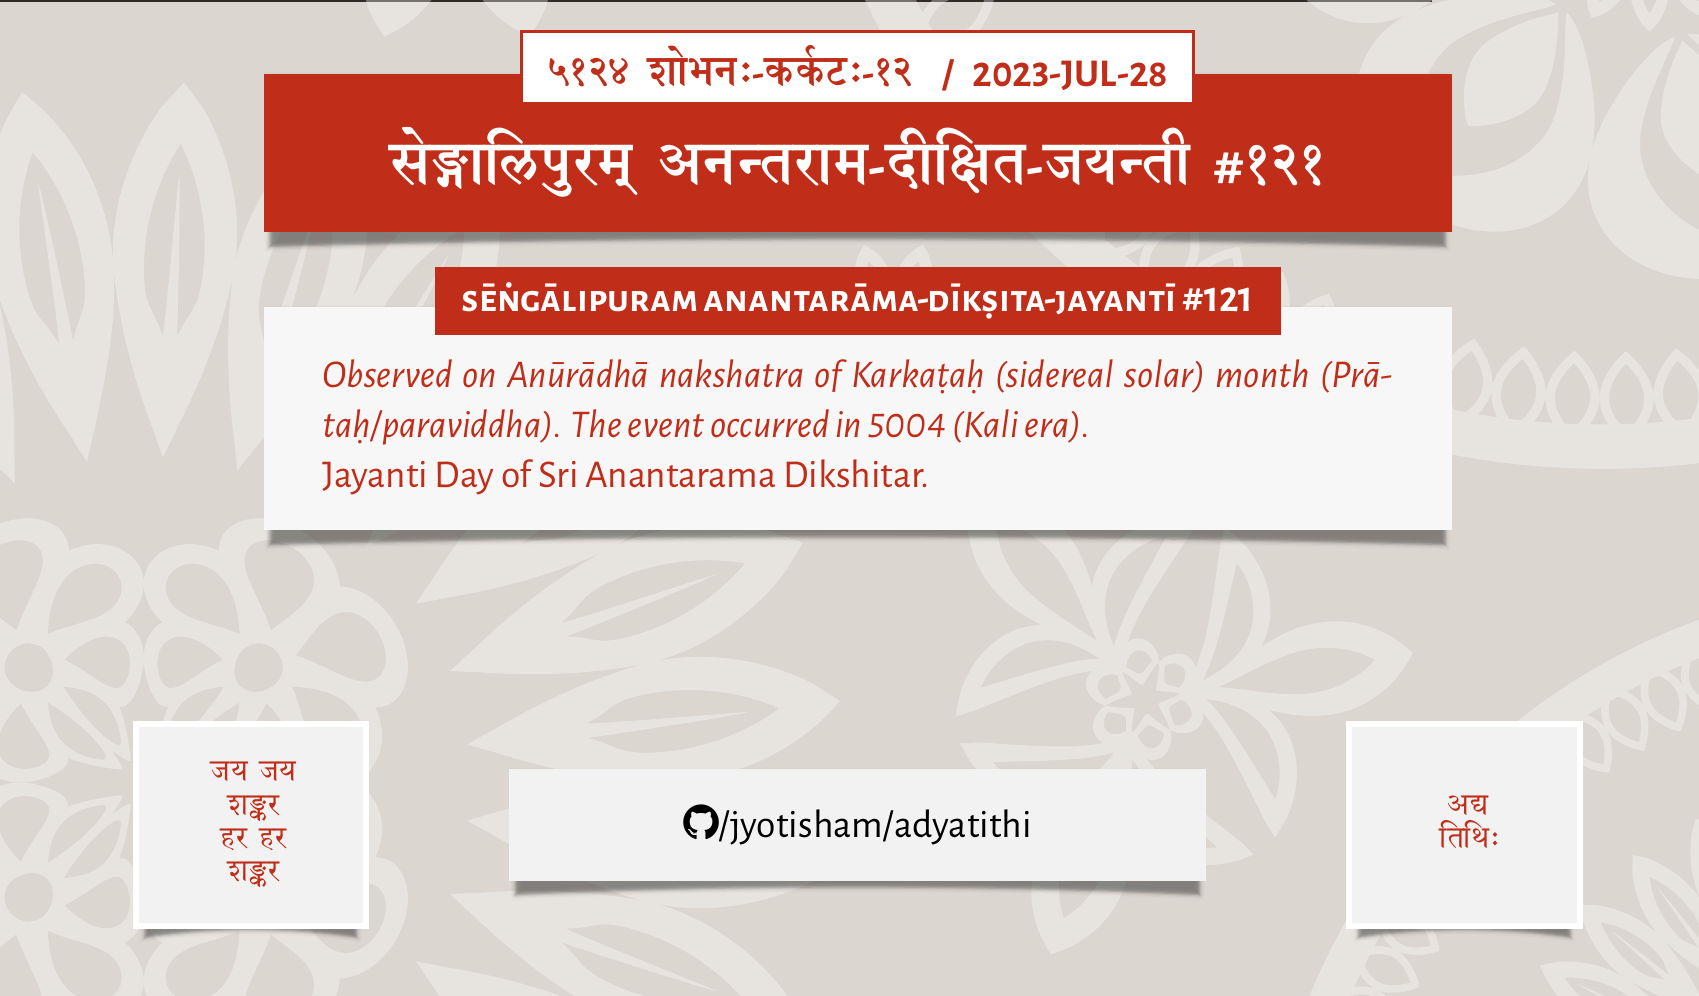 ५१२४ शोभनः-कर्कटः-१२ / 2023-JUL-28
सेङ्गालिपुरम् अनन्तराम-दीक्षित-जयन्ती #१२१
SĒṄGĀLIPURAM ANANTARĀMA-DĪKṢITA-JAYANTĪ #121
Observed on Anūrādhā nakshatra of Karkaṭaḥ (sidereal solar) month (Prā-
taḥ/paraviddha). The event occurred in 5004 (Kali era).
Jayanti Day of Sri Anantarama Dikshitar.
जय जय
शङ्कर
हर हर
शङ्कर
/jyotisham/adyatithi
अद्य
तिथिः